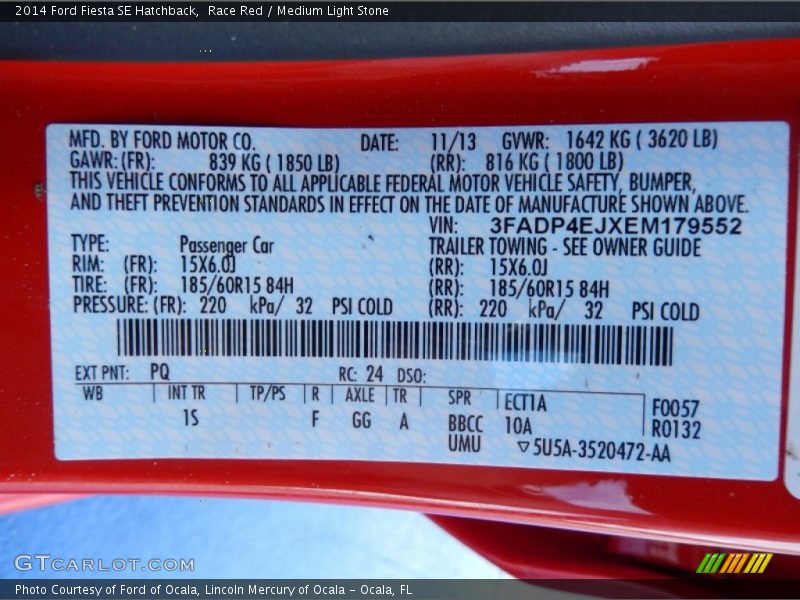 2014 Ford Fiesta SE Hatchback,  Race Red / Medium Light Stone
MFD. BY FORD MOTOR CO. DATE: 11/13 GVWR: 1642 KG ( 3620 LB)
GAWR: (FR): 839 KG ( 1850 LB) (RR): 816 KG ( 1800 LB)
THIS VEHICLE CONFORMS TO ALL APPLICABLE FEDERAL MOTOR VEHICLE SAFETY, BUMPER,
AND THEFT PREVENTION STANDARDS IN EFFECT ON THE DATE OF MANUFACTURE SHOWN ABOVE.
VIN: 3FADP4EJXEM179552
TYPE: Passenger Car TRAILER TOWING - SEE OWNER GUIDE
RIM: (FR): 15X6.0J (RR): 15X6.0J
TIRE: (FR): 185/60R15 84H (RR): 185/60R15 84H
PRESSURE: (FR): 220 kPa/ 32 PSI COLD (RR): 220 kPa/ 32 PSI COLD
EXT PNT: PQ RC: 24 DSO:
WB INT TR TP/PS R AXLE TR SPR ECT1A F0057
1S F GG A BBCC 10A R0132
UMU ▽5U5A-3520472-AA
GTCARLOT.COM
Photo Courtesy of Ford of Ocala, Lincoln Mercury of Ocala - Ocala, FL